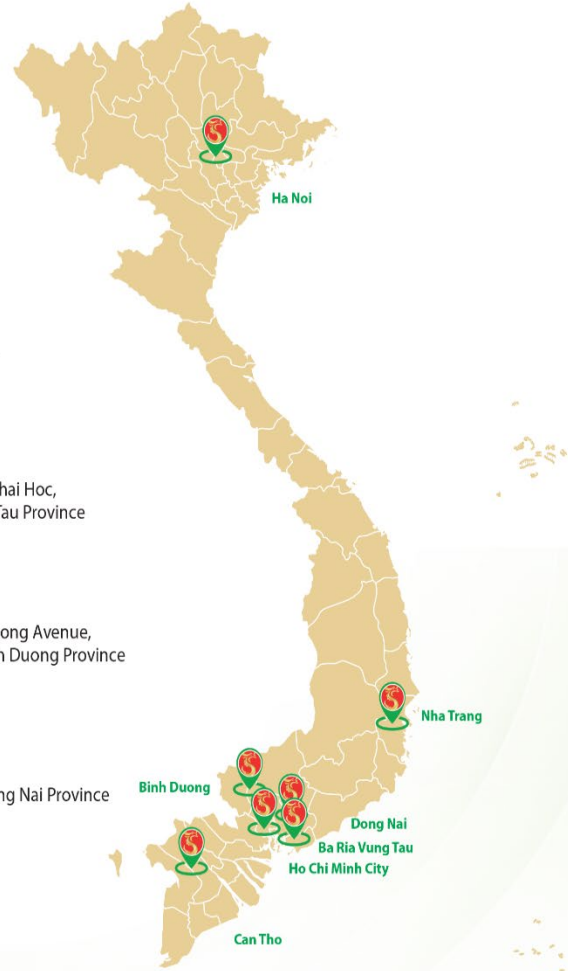 Ha Noi
hai Hoc,
Tau Province
ong Avenue,
h Duong Province
Nha Trang
Binh Duong
ng Nai Province
Dong Nai
Ba Ria Vung Tau
Ho Chi Minh City
Can Tho